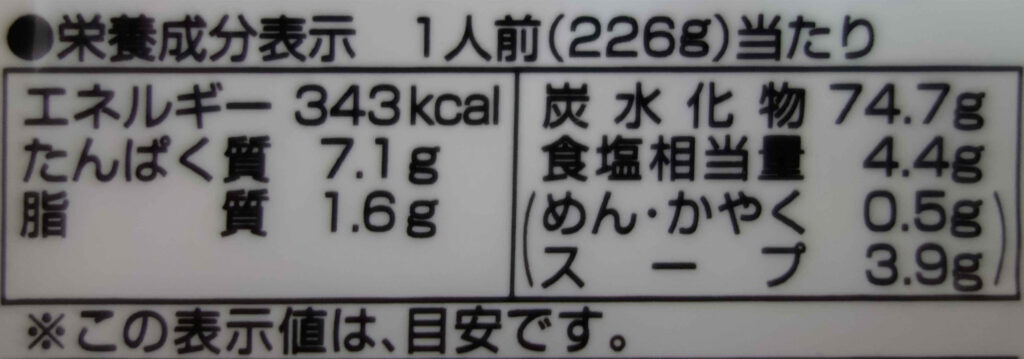 ●栄養成分表示 1人前(226g)当たり
エネルギー 343kcal
たんぱく質 7.1g
脂質 1.6g
炭水化物 74.7g
食塩相当量 4.4g
(めん・かやく 0.5g)
(スープ 3.9g)
※この表示値は、目安です。